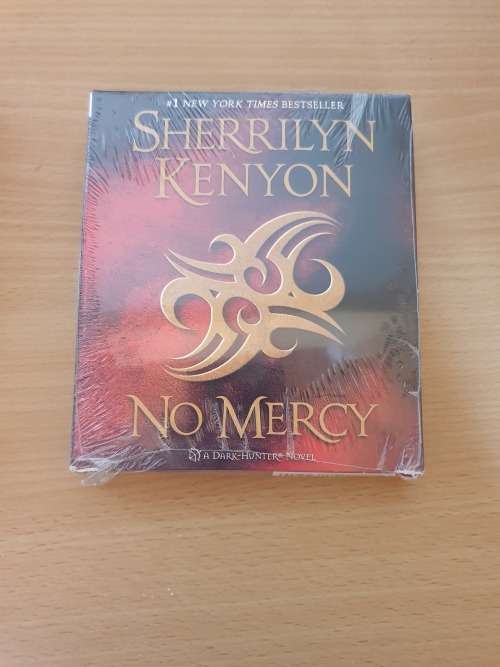 #1 NEW YORK TIMES BESTSELLER
SHERRILYN
KENYON
NO MERCY
A DARK-HUNTER® NOVEL